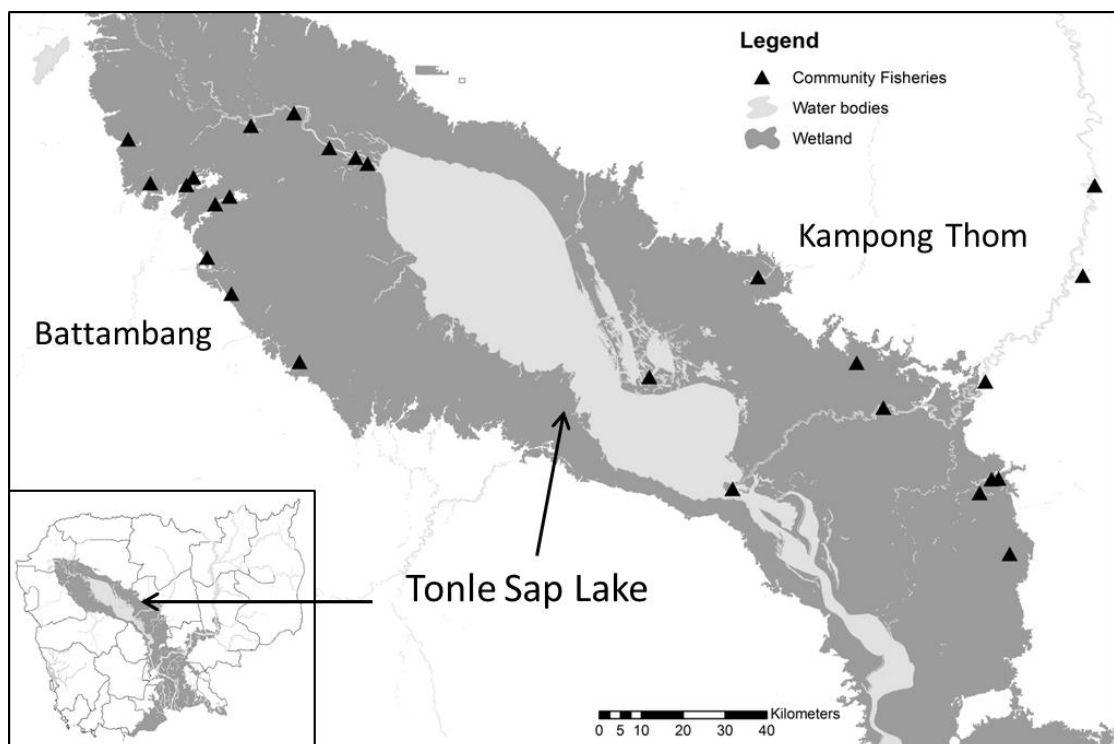 Legend
Community Fisheries
Water bodies
Wetland
Kampong Thom
Battambang
Tonle Sap Lake
Kilometers
0 5 10 20 30 40